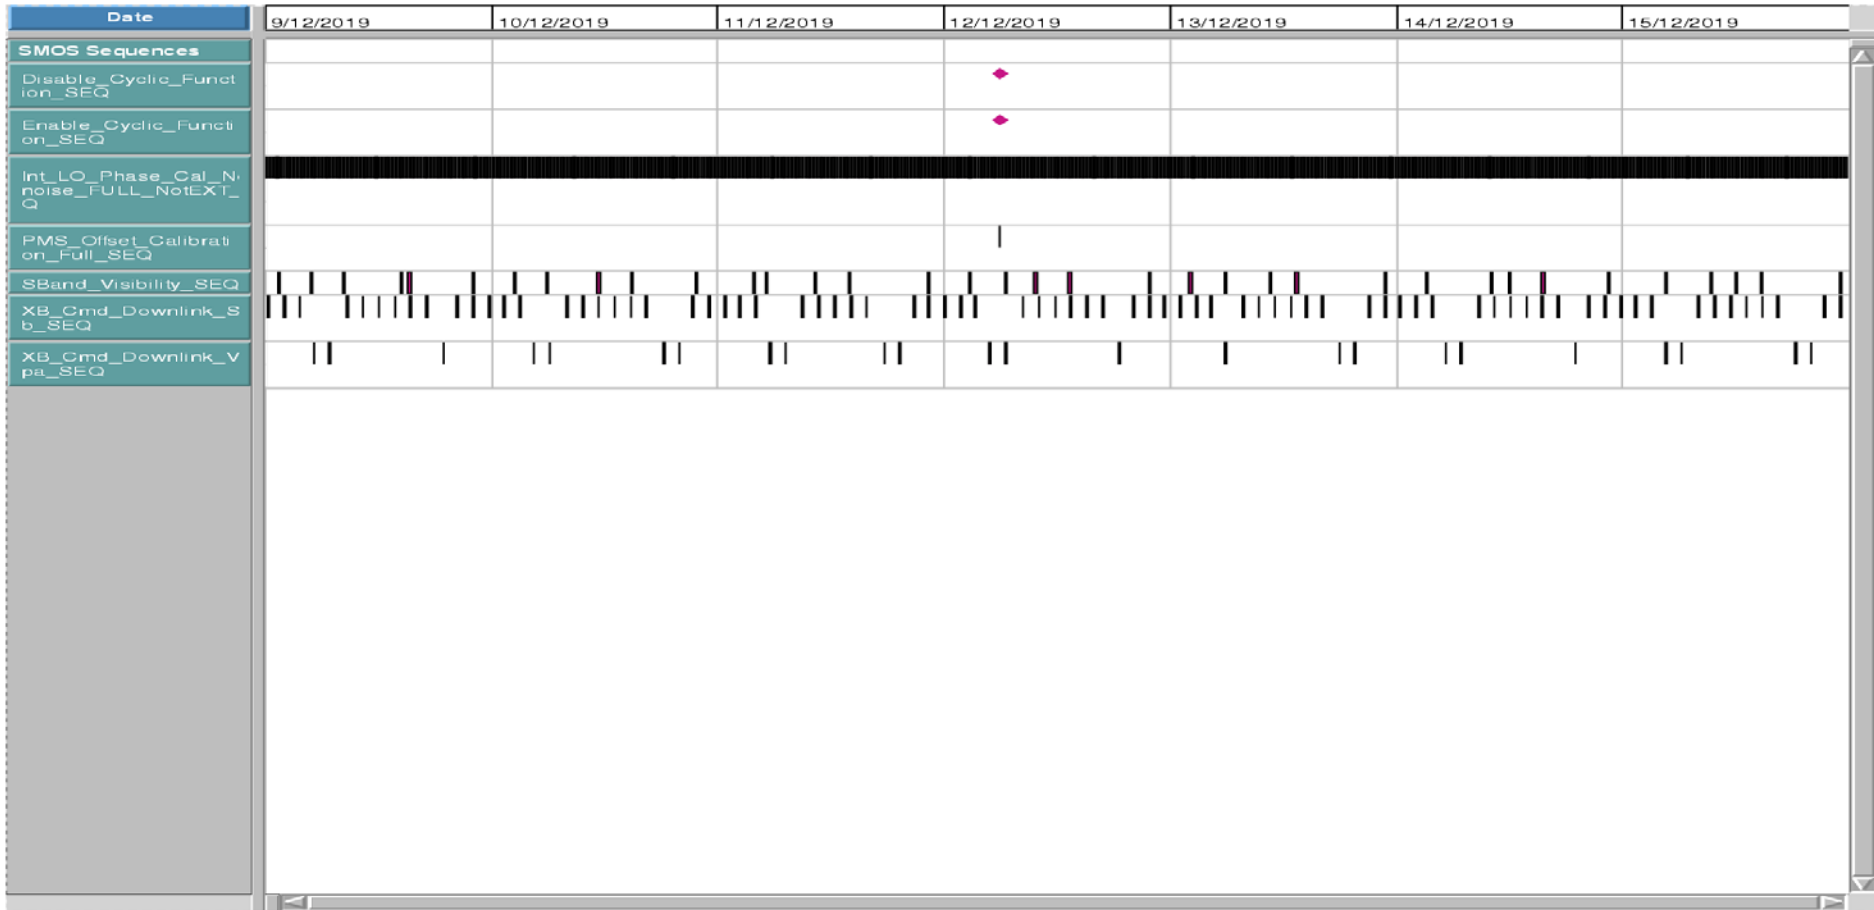 Date
9/12/2019
10/12/2019
11/12/2019
12/12/2019
13/12/2019
14/12/2019
15/12/2019
SMOS Sequences
Disable_Cyclic_Funct
ion_SEQ
Enable_Cyclic_Functi
on_SEQ
Int_LO_Phase_Cal_N
noise_FULL_NotEXT_
Q
PMS_Offset_Calibrati
on_Full_SEQ
SBand_Visibility_SEQ
XB_Cmd_Downlink_S
b_SEQ
XB_Cmd_Downlink_V
pa_SEQ